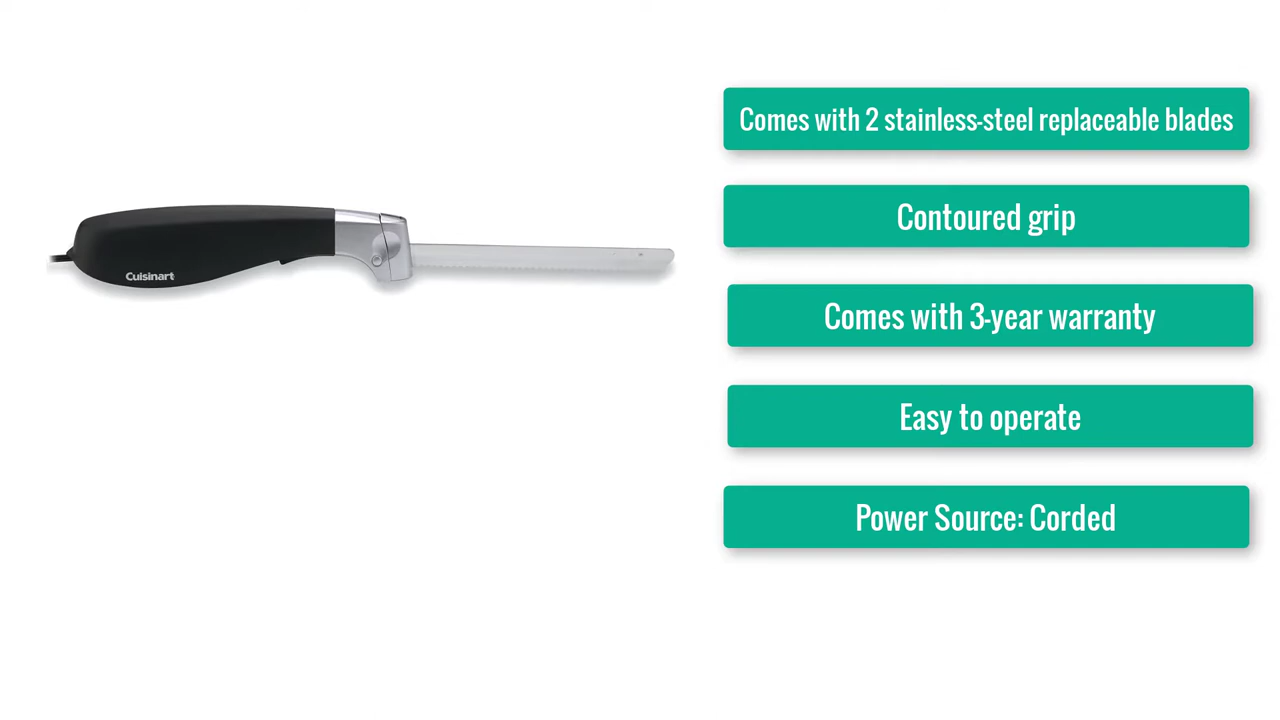 Cuisinart
Comes with 2 stainless-steel replaceable blades
Contoured grip
Comes with 3-year warranty
Easy to operate
Power Source: Corded